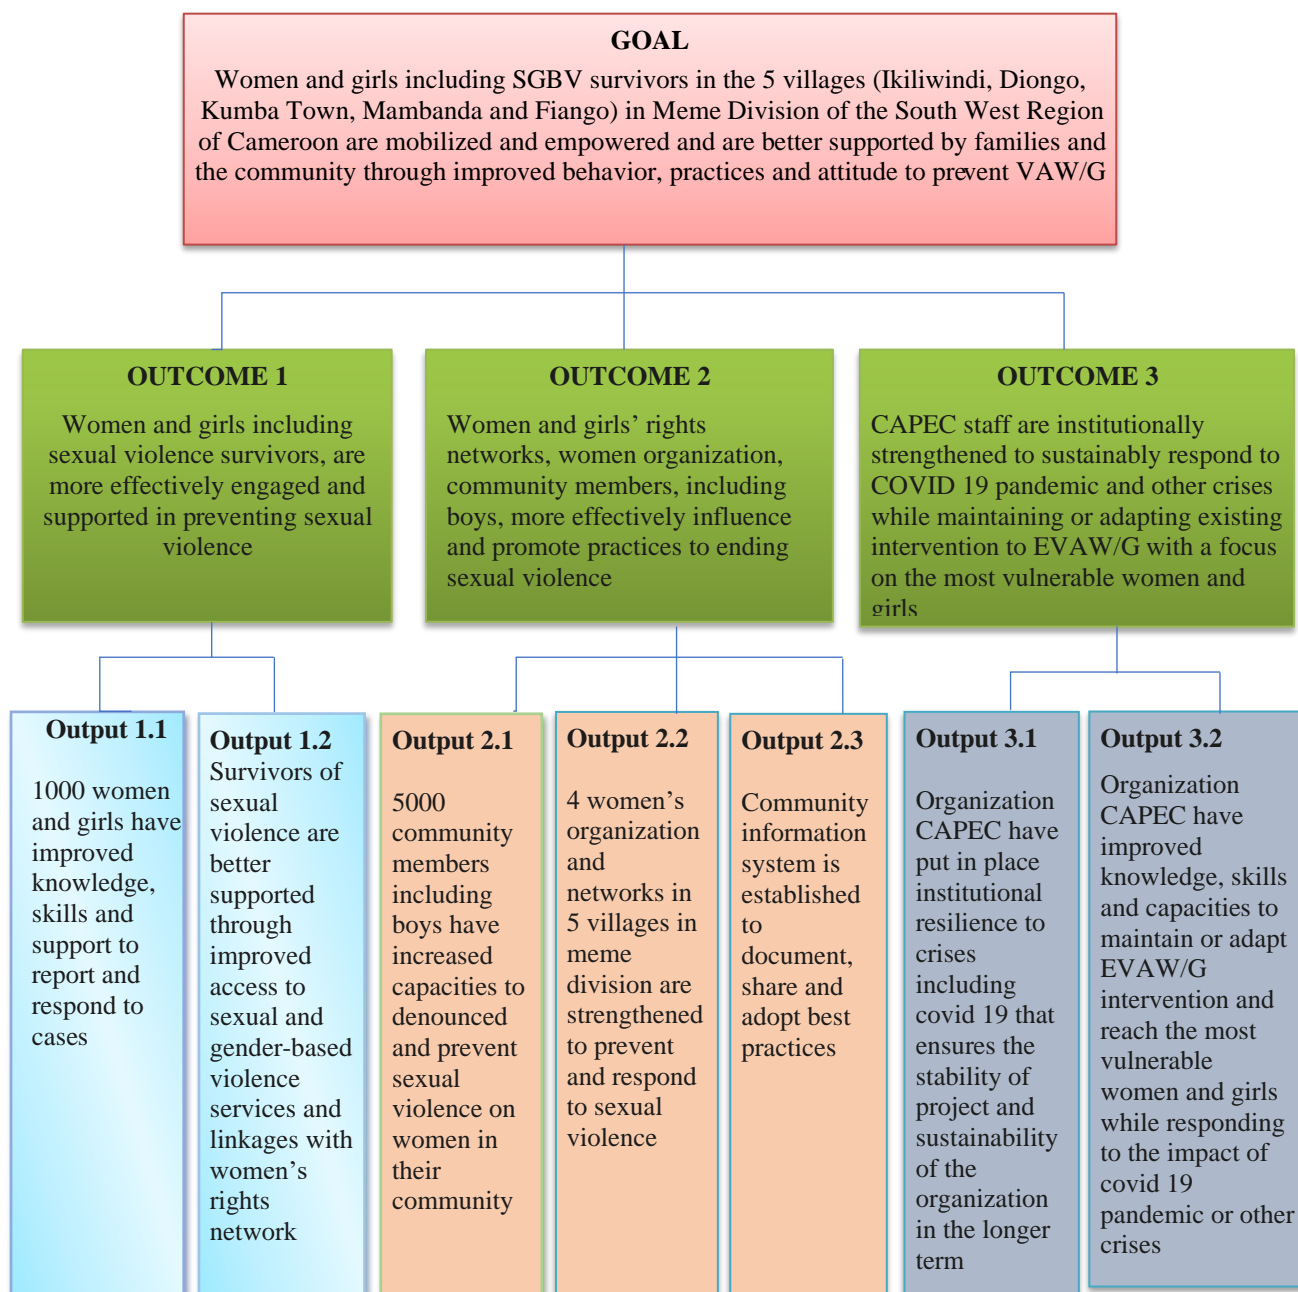 GOAL
Women and girls including SGBV survivors in the 5 villages (Ikiliwindi, Diongo,
Kumba Town, Mambanda and Fiango) in Meme Division of the South West Region
of Cameroon are mobilized and empowered and are better supported by families and
the community through improved behavior, practices and attitude to prevent VAW/G
OUTCOME 1
Women and girls including
sexual violence survivors, are
more effectively engaged and
supported in preventing sexual
violence
OUTCOME 2
Women and girls’ rights
networks, women organization,
community members, including
boys, more effectively influence
and promote practices to ending
sexual violence
OUTCOME 3
CAPEC staff are institutionally
strengthened to sustainably respond to
COVID 19 pandemic and other crises
while maintaining or adapting existing
intervention to EVAW/G with a focus
on the most vulnerable women and
girls
Output 1.1
1000 women
and girls have
improved
knowledge,
skills and
support to
report and
respond to
cases
Output 1.2
Survivors of
sexual
violence are
better
supported
through
improved
access to
sexual and
gender-based
violence
services and
linkages with
women’s
rights
network
Output 2.1
5000
community
members
including
boys have
increased
capacities to
denounced
and prevent
sexual
violence on
women in
their
community
Output 2.2
4 women’s
organization
and
networks in
5 villages in
meme
division are
strengthened
to prevent
and respond
to sexual
violence
Output 2.3
Community
information
system is
established
to
document,
share and
adopt best
practices
Output 3.1
Organization
CAPEC have
put in place
institutional
resilience to
crises
including
covid 19 that
ensures the
stability of
project and
sustainability
of the
organization
in the longer
term
Output 3.2
Organization
CAPEC have
improved
knowledge, skills
and capacities to
maintain or adapt
EVAW/G
intervention and
reach the most
vulnerable
women and girls
while responding
to the impact of
covid 19
pandemic or other
crises